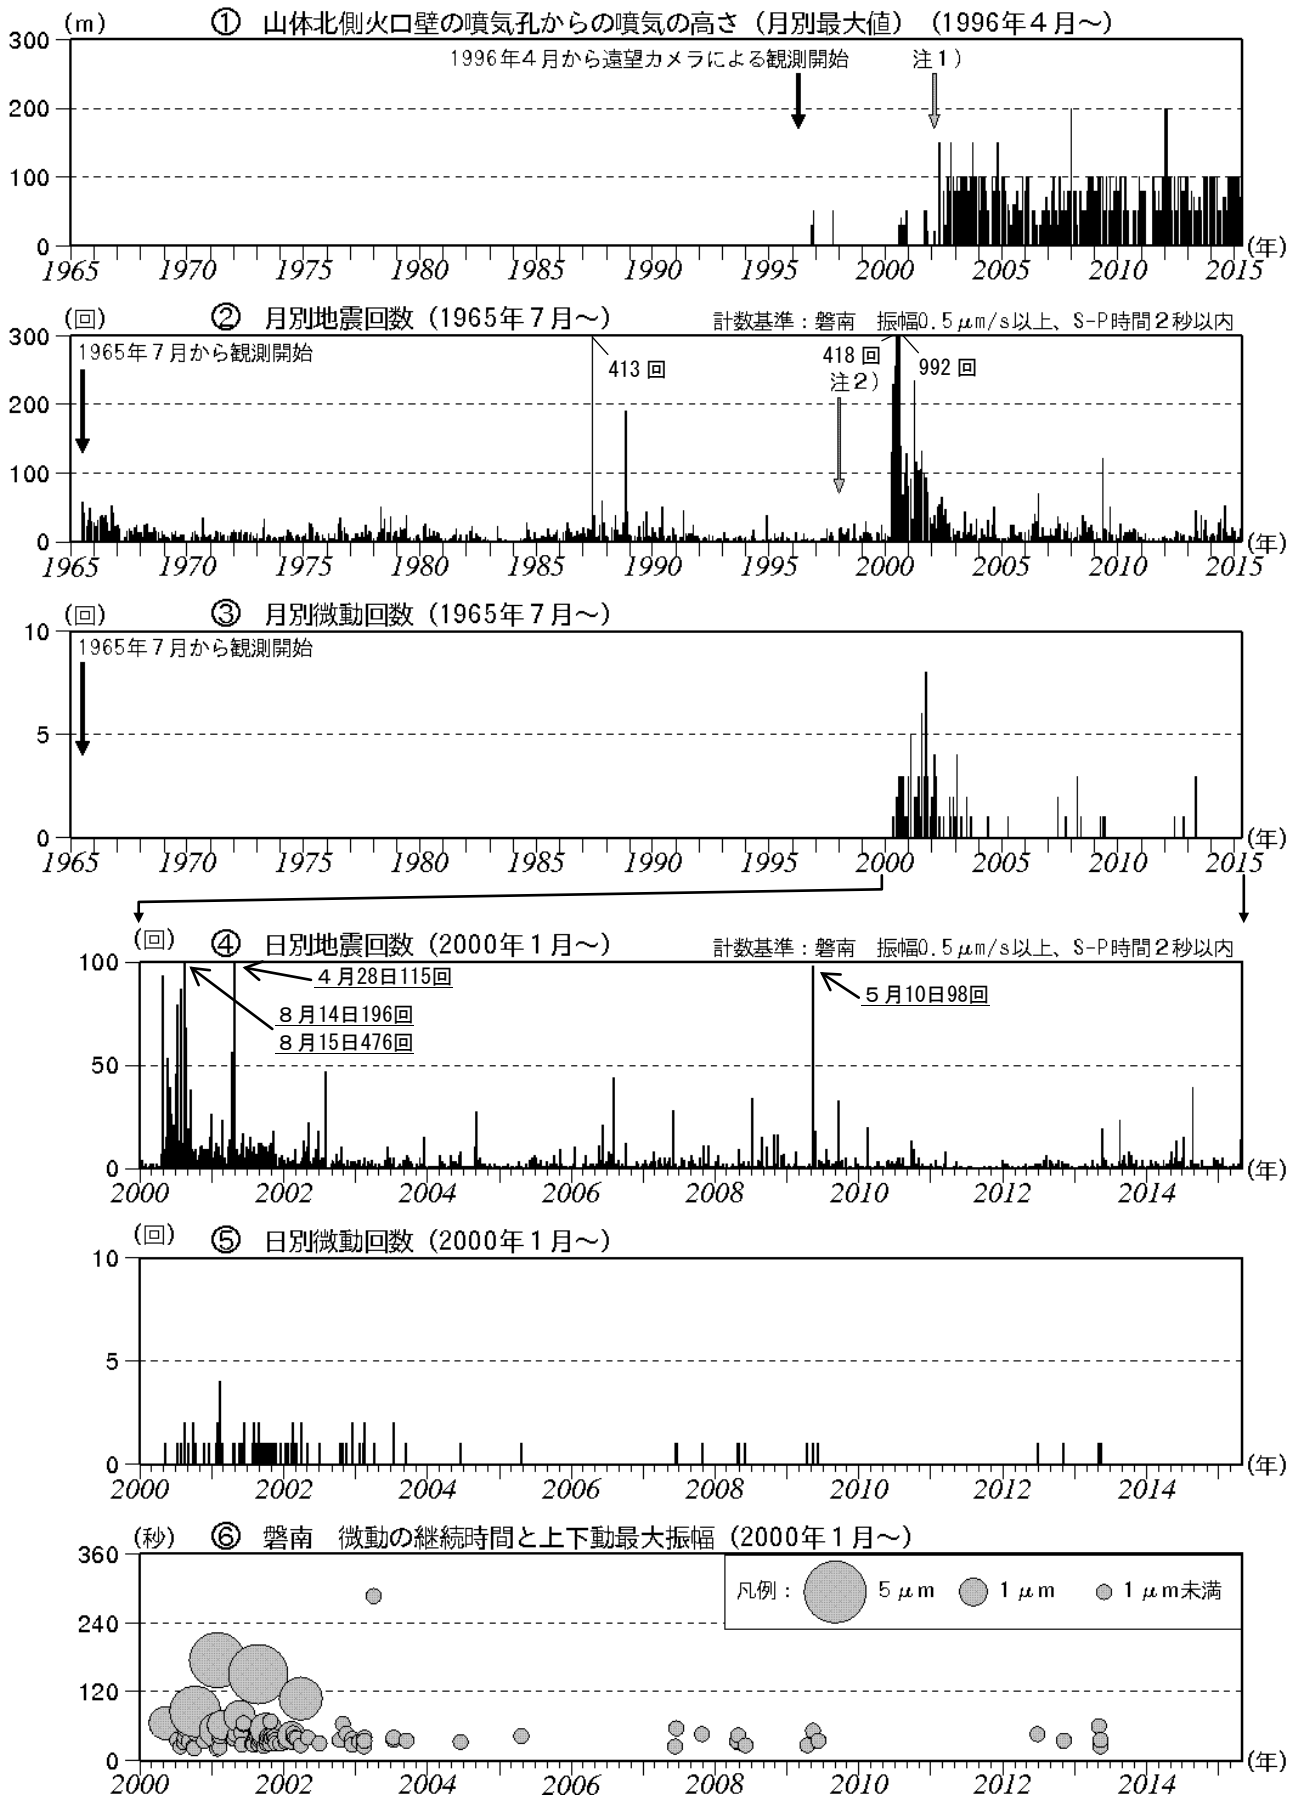 (m) ① 山体北側火口壁の噴気孔からの噴気の高さ（月別最大値）（1996年４月～）
300
1996年４月から遠望カメラによる観測開始 注１）
200
100
0
1965 1970 1975 1980 1985 1990 1995 2000 2005 2010 2015 (年)
(回) ② 月別地震回数（1965年７月～） 計数基準：磐南 振幅0.5μm/s以上、S-P時間２秒以内
300
1965年７月から観測開始 413 回 418 回 992 回
注２）
200
100
0
1965 1970 1975 1980 1985 1990 1995 2000 2005 2010 2015 (年)
(回) ③ 月別微動回数（1965年７月～）
10
1965年７月から観測開始
5
0
1965 1970 1975 1980 1985 1990 1995 2000 2005 2010 2015 (年)
(回) ④ 日別地震回数（2000年１月～） 計数基準：磐南 振幅0.5μm/s以上、S-P時間２秒以内
100
４月28日115回
５月10日98回
８月14日196回
８月15日476回
50
0
2000 2002 2004 2006 2008 2010 2012 2014 (年)
(回) ⑤ 日別微動回数（2000年１月～）
10
5
0
2000 2002 2004 2006 2008 2010 2012 2014 (年)
(秒) ⑥ 磐南 微動の継続時間と上下動最大振幅（2000年１月～）
360
凡例： 5 μm 1 μm 1 μm未満
240
120
0
2000 2002 2004 2006 2008 2010 2012 2014 (年)